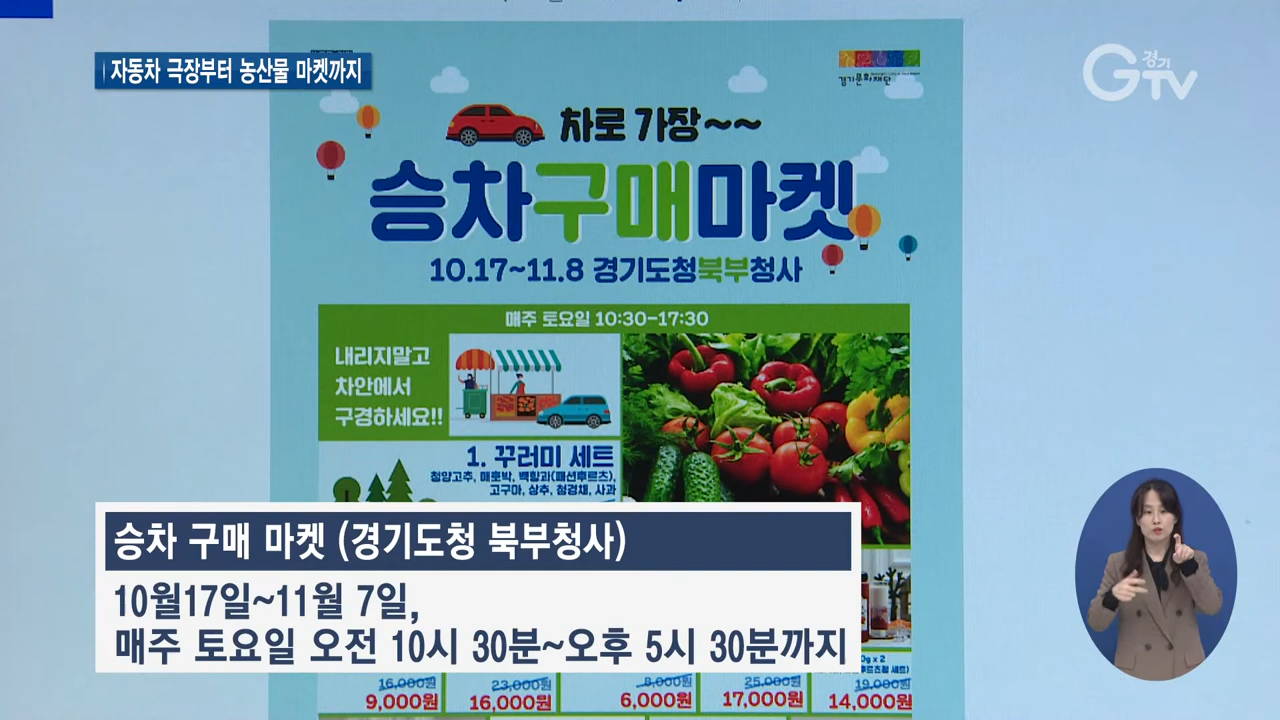 자동차 극장부터 농산물 마켓까지
경기
GTV
경기문화재단
차로 가장~~
승차구매마켓
10.17~11.8 경기도청북부청사
매주 토요일 10:30-17:30
내리지말고
차안에서
구경하세요!!
1. 꾸러미 세트
청양고추, 애호박, 백향과(패션후르츠),
고구마, 상추, 청경채, 사과
승차 구매 마켓 (경기도청 북부청사)
10월17일~11월 7일,
매주 토요일 오전 10시 30분~오후 5시 30분까지
16,000원 23,000원 8,000원 25,000원 19,000원
9,000원 16,000원 6,000원 17,000원 14,000원